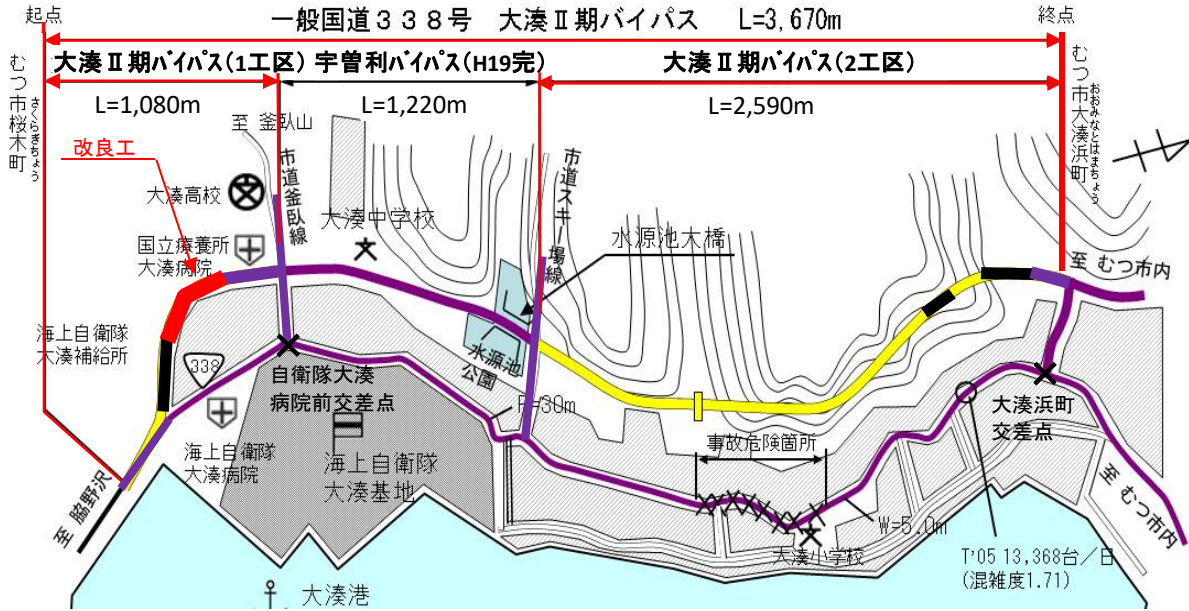 起点
一般国道３３８号 大湊Ⅱ期バイパス L=3,670m
終点
大湊Ⅱ期バイパス(1工区)
宇曽利バイパス(H19完)
大湊Ⅱ期バイパス(2工区)
L=1,080m
L=1,220m
L=2,590m
むつ市桜木町
さくらぎちょう
むつ市大湊浜町
おおみなとはまちょう
至 釜臥山
改良工
市道釜臥線
市道スキー場線
大湊高校
大湊中学校
水源池大橋
国立療養所
大湊病院
至 むつ市内
海上自衛隊
大湊補給所
338
水源池
公園
自衛隊大湊
病院前交差点
R=30m
大湊浜町
交差点
海上自衛隊
大湊病院
海上自衛隊
大湊基地
事故危険箇所
至 脇野沢
W=5.0m
至 むつ市内
大湊小学校
T'05 13,368台／日
(混雑度1.71)
大湊港